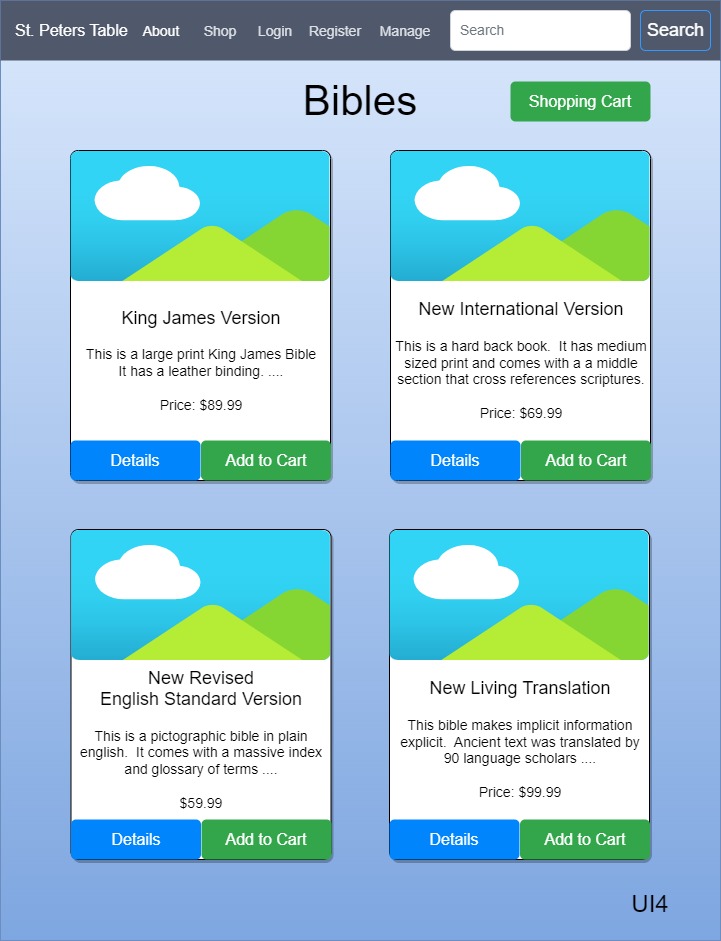 St. Peters Table About Shop Login Register Manage Search Search
Bibles
Shopping Cart
King James Version
This is a large print King James Bible
It has a leather binding. ....
Price: $89.99
Details Add to Cart
New International Version
This is a hard back book.  It has medium
sized print and comes with a a middle
section that cross references scriptures.
Price: $69.99
Details Add to Cart
New Revised
English Standard Version
This is a pictographic bible in plain
english.  It comes with a massive index
and glossary of terms ....
$59.99
Details Add to Cart
New Living Translation
This bible makes implicit information
explicit.  Ancient text was translated by
90 language scholars ....
Price: $99.99
Details Add to Cart
UI4